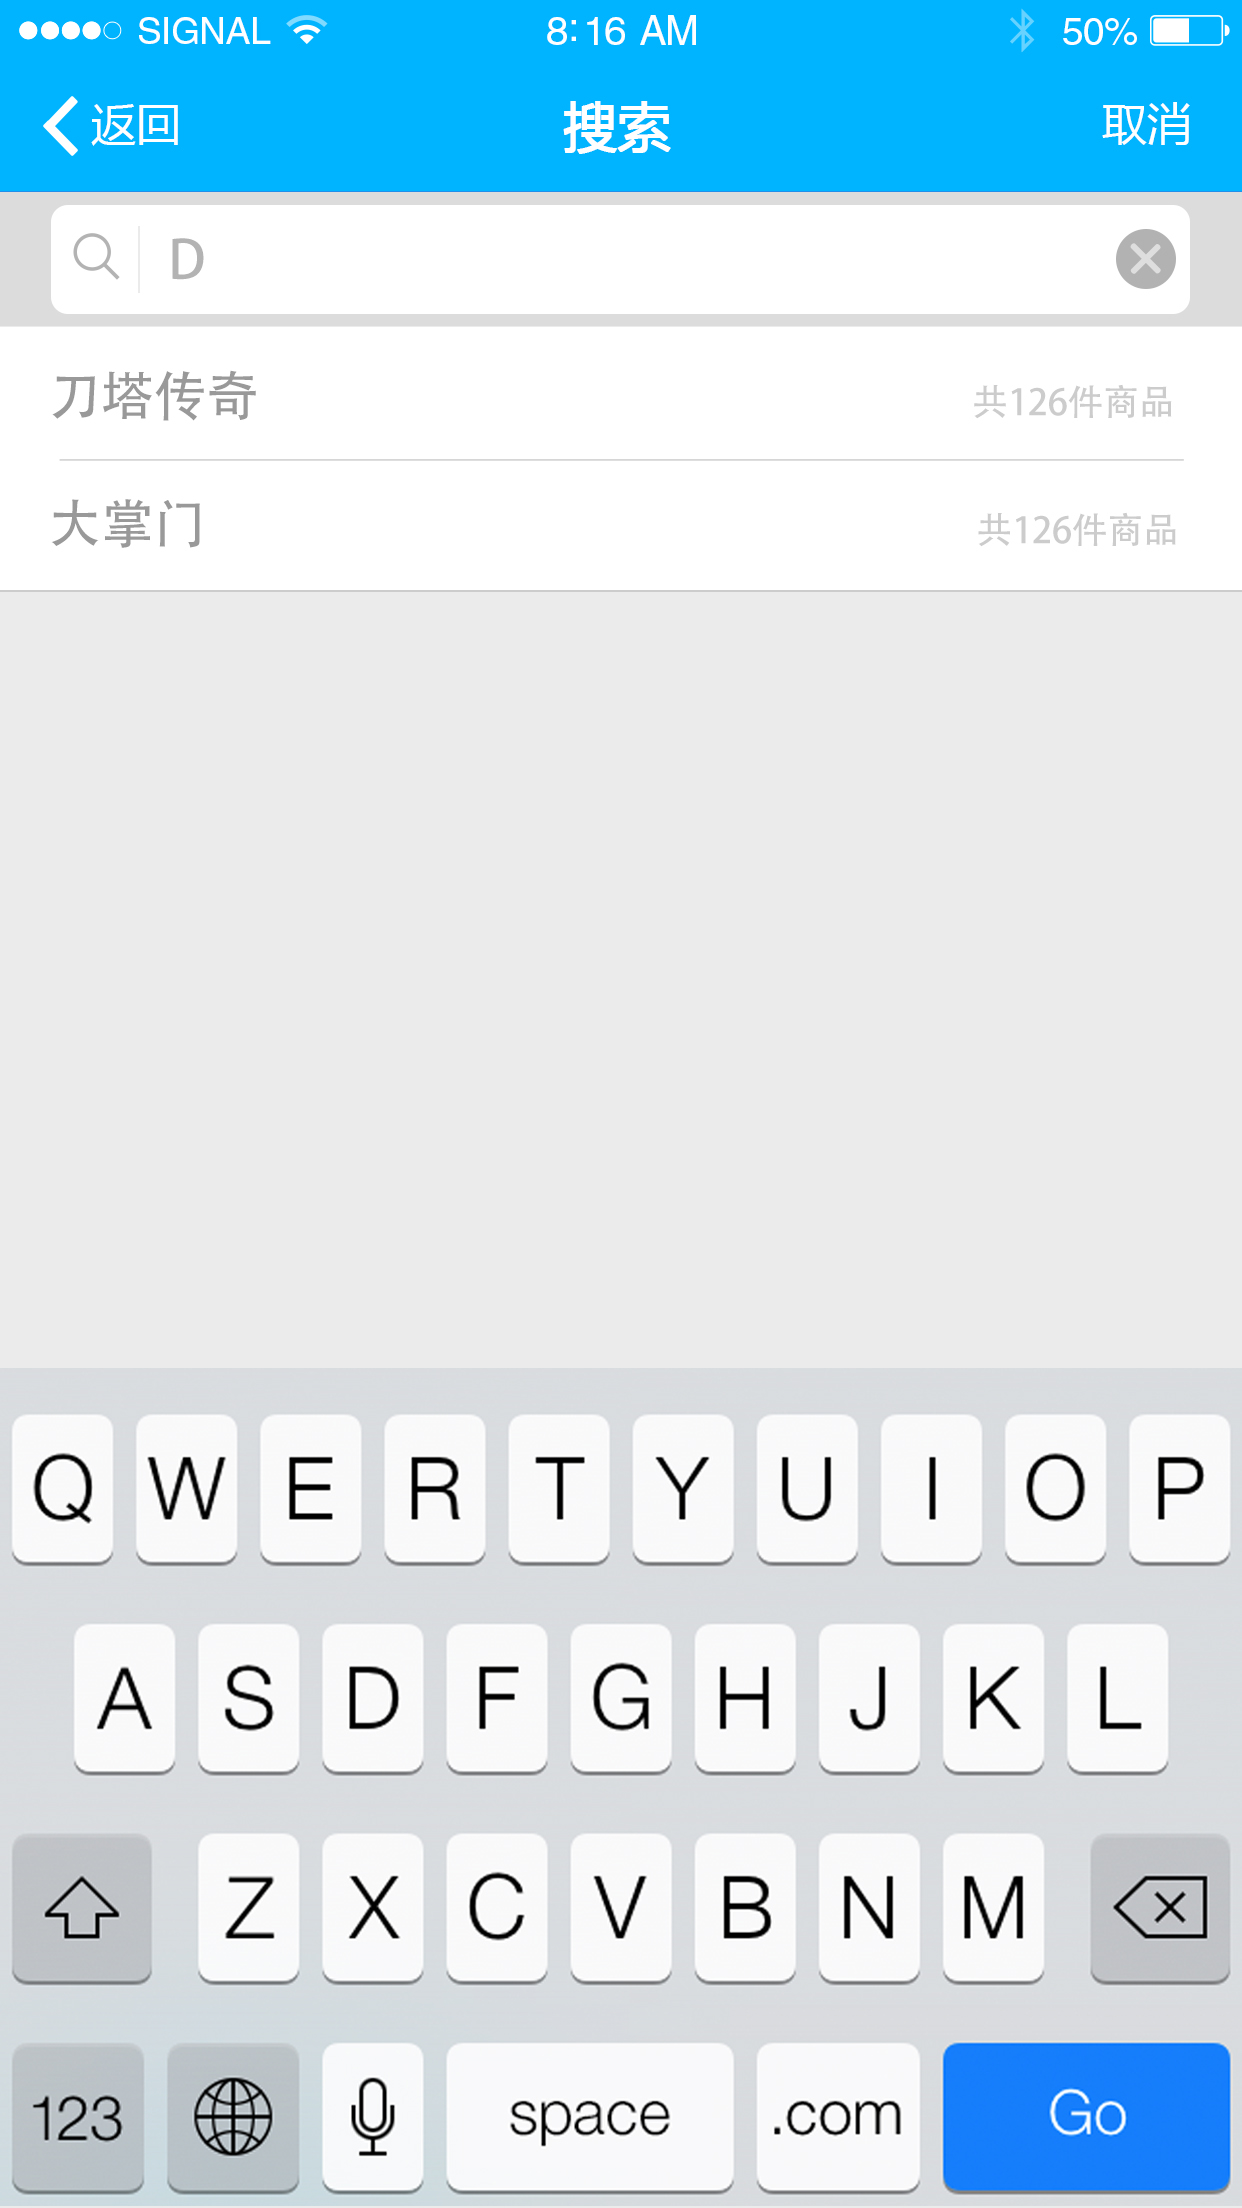 SIGNAL 8:16 AM 50%
返回 搜索 取消
D
刀塔传奇 共126件商品
大掌门 共126件商品
Q W E R T Y U I O P
A S D F G H J K L
Z X C V B N M
123 space .com Go